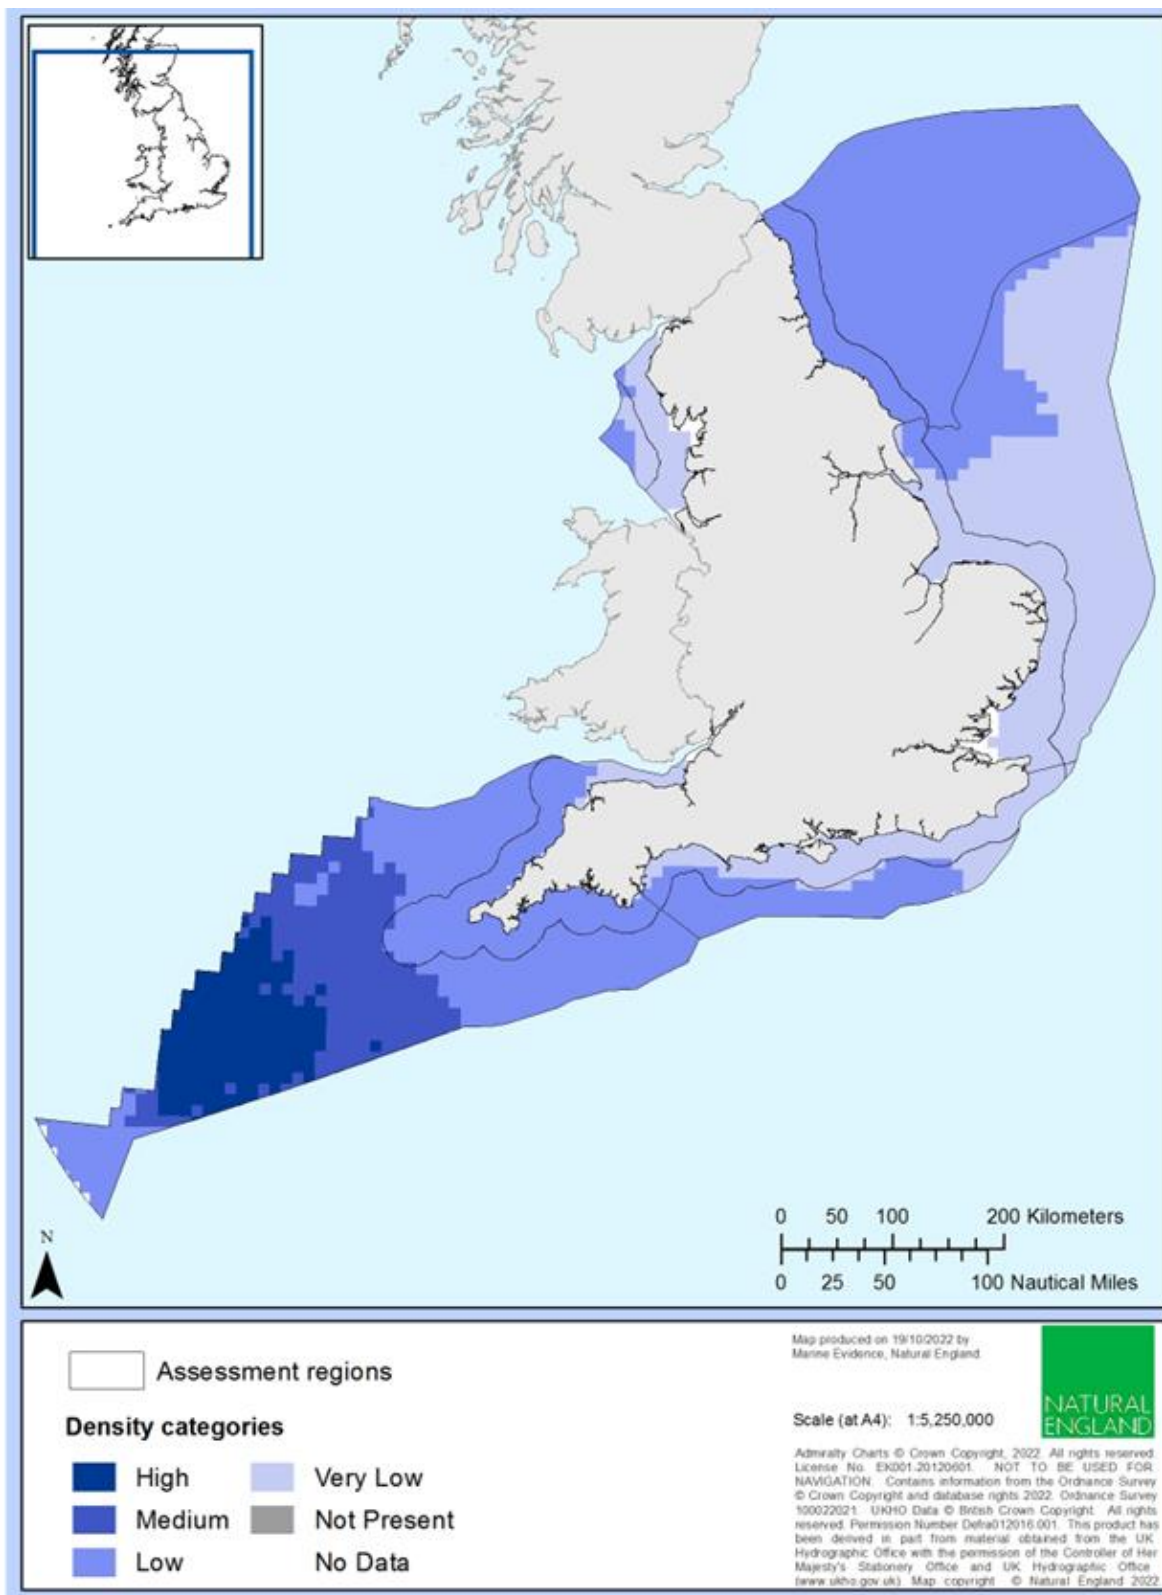 N
0 50 100 200 Kilometers
0 25 50 100 Nautical Miles
Assessment regions
Density categories
High
Medium
Low
Very Low
Not Present
No Data
Map produced on 19/10/2022 by
Marine Evidence, Natural England
Scale (at A4): 1:5,250,000
NATURAL
ENGLAND
Admiralty Charts © Crown Copyright, 2022. All rights reserved.
License No. EK001-20120601. NOT TO BE USED FOR
NAVIGATION. Contains information from the Ordnance Survey
© Crown Copyright and database rights 2022. Ordnance Survey
100022021. UKHO Data © British Crown Copyright. All rights
reserved. Permission Number Defra012016.001. This product has
been derived in part from material obtained from the UK
Hydrographic Office with the permission of the Controller of Her
Majesty's Stationery Office and UK Hydrographic Office
(www.ukho.gov.uk). Map copyright © Natural England 2022